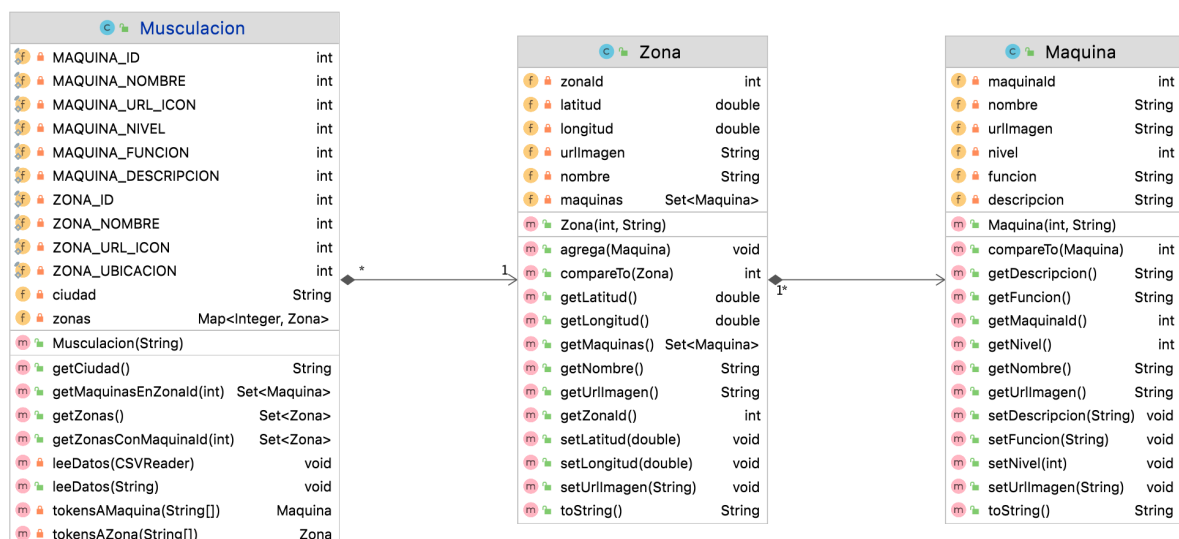 Musculacion
MAQUINA_ID int
MAQUINA_NOMBRE int
MAQUINA_URL_ICON int
MAQUINA_NIVEL int
MAQUINA_FUNCION int
MAQUINA_DESCRIPCION int
ZONA_ID int
ZONA_NOMBRE int
ZONA_URL_ICON int
ZONA_UBICACION int
ciudad String
zonas Map<Integer, Zona>
Musculacion(String)
getCiudad() String
getMaquinasEnZonaId(int) Set<Maquina>
getZonas() Set<Zona>
getZonasConMaquinaId(int) Set<Zona>
leeDatos(CSVReader) void
leeDatos(String) void
tokensAMaquina(String[]) Maquina
tokensAZona(String[]) Zona
* 1
Zona
zonaId int
latitud double
longitud double
urlImagen String
nombre String
maquinas Set<Maquina>
Zona(int, String)
agrega(Maquina) void
compareTo(Zona) int
getLatitud() double
getLongitud() double
getMaquinas() Set<Maquina>
getNombre() String
getUrlImagen() String
getZonaId() int
setLatitud(double) void
setLongitud(double) void
setUrlImagen(String) void
toString() String
1*
Maquina
maquinaId int
nombre String
urlImagen String
nivel int
funcion String
descripcion String
Maquina(int, String)
compareTo(Maquina) int
getDescripcion() String
getFuncion() String
getMaquinaId() int
getNivel() int
getNombre() String
getUrlImagen() String
setDescripcion(String) void
setFuncion(String) void
setNivel(int) void
setUrlImagen(String) void
toString() String